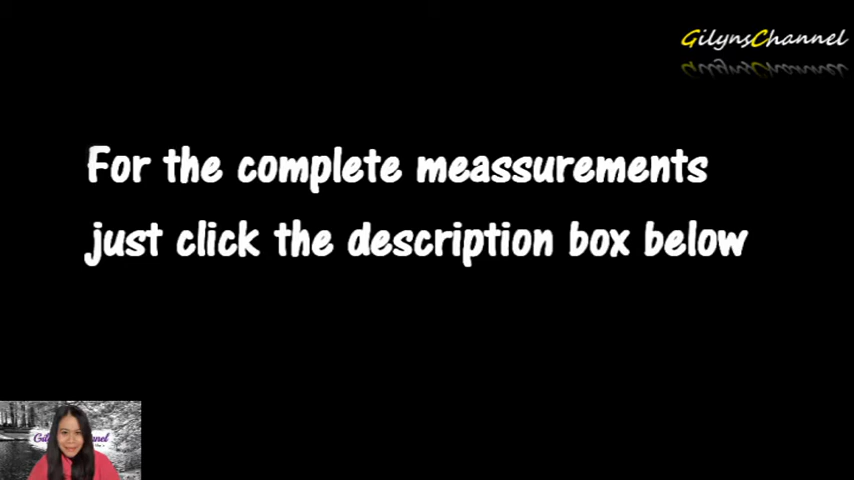 GilynsChannel
For the complete meassurements
just click the description box below